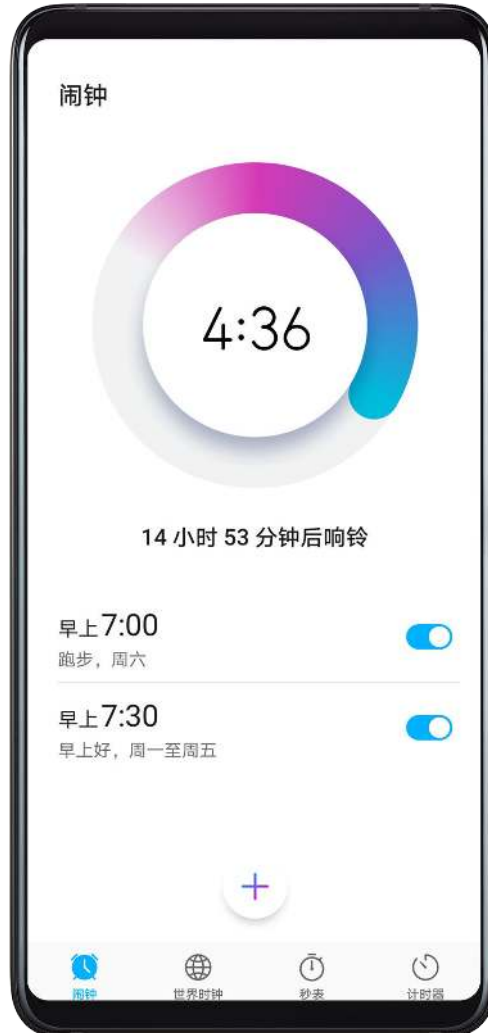 闹钟
4:36
14 小时 53 分钟后响铃
早上7:00
跑步，周六
早上7:30
早上好，周一至周五
闹钟
世界时钟
秒表
计时器